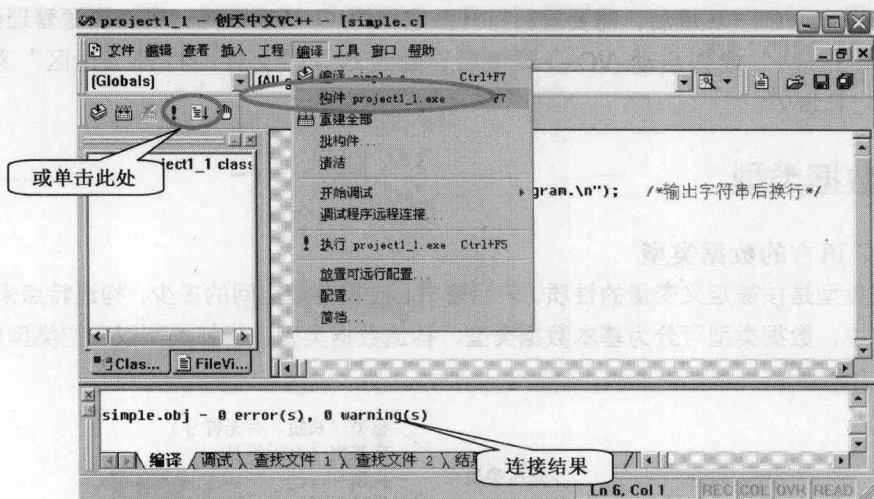 project1_1 - 创天中文VC++ - [simple.c]
文件 编辑 查看 插入 工程 编译 工具 窗口 帮助
(Globals)
编译 simple.c Ctrl+F7
构件 project1_1.exe F7
重建全部
批构件...
清洁
开始调试
调试程序远程连接...
执行 project1_1.exe Ctrl+F5
放置可远行配置...
配置...
简档...
或单击此处
ject1_1 class
gram.\n"); /*输出字符串后换行*/
Clas... FileVi...
simple.obj - 0 error(s), 0 warning(s)
编译 调试 查找文件 1 查找文件 2 结
连接结果
Ln 6, Col 1 REC COL OVR READ